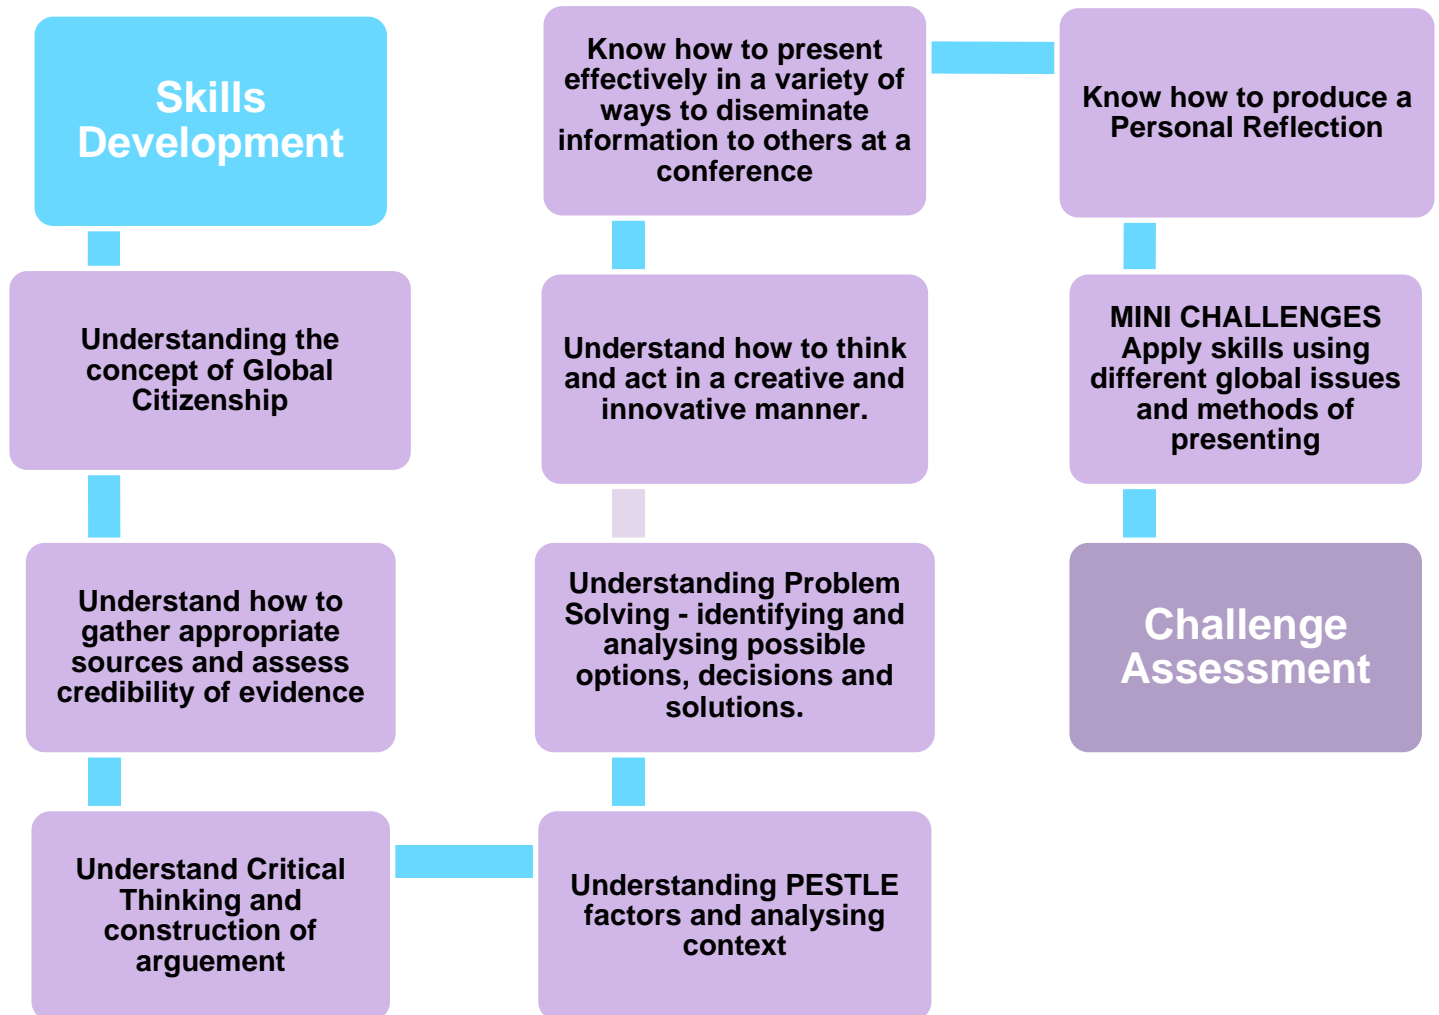 Skills
Development
Understanding the
concept of Global
Citizenship
Understand how to
gather appropriate
sources and assess
credibility of evidence
Understand Critical
Thinking and
construction of
arguement
Understanding PESTLE
factors and analysing
context
Understanding Problem
Solving - identifying and
analysing possible
options, decisions and
solutions.
Understand how to think
and act in a creative and
innovative manner.
Know how to present
effectively in a variety of
ways to diseminate
information to others at a
conference
Know how to produce a
Personal Reflection
MINI CHALLENGES
Apply skills using
different global issues
and methods of
presenting
Challenge
Assessment